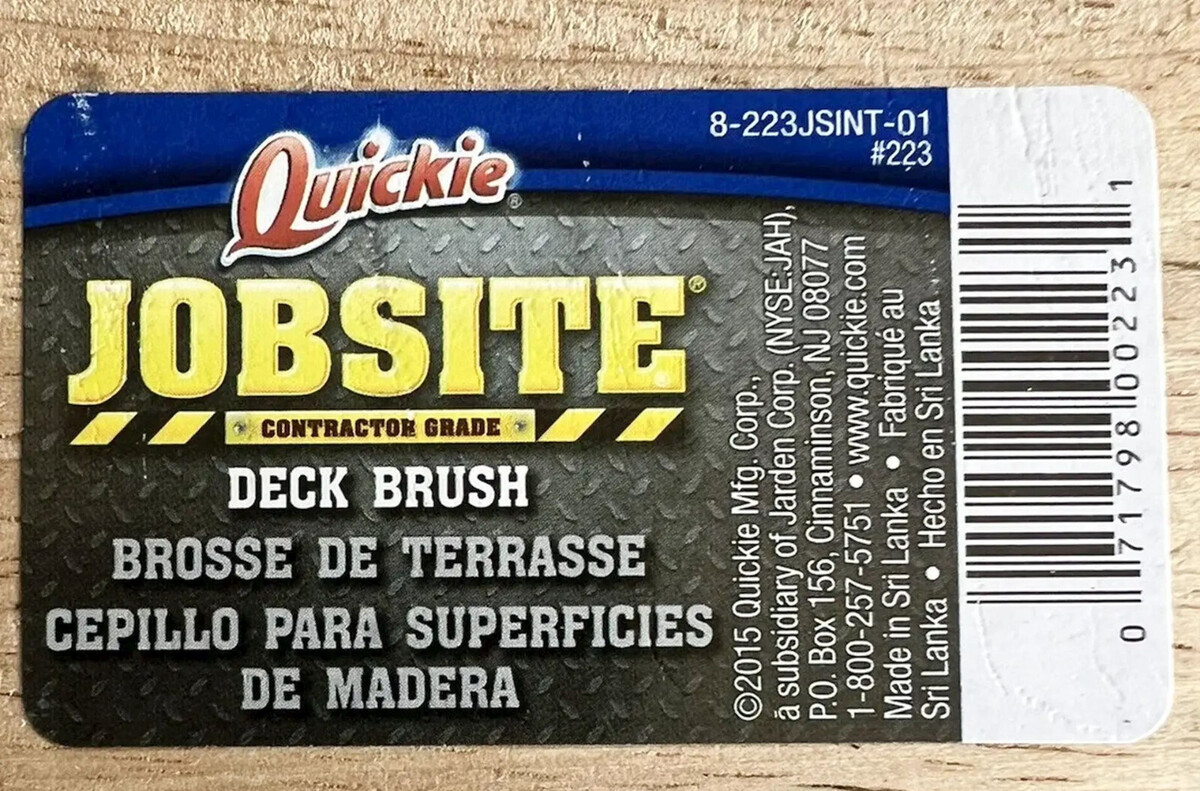 8-223JSINT-01
#223
Quickie®
JOBSITE®
CONTRACTOR GRADE
DECK BRUSH
BROSSE DE TERRASSE
CEPILLO PARA SUPERFICIES
DE MADERA
©2015 Quickie Mfg. Corp.,
a subsidiary of Jarden Corp. (NYSE:JAH),
P.O. Box 156, Cinnaminson, NJ 08077
1-800-257-5751 • www.quickie.com
Made in Sri Lanka • Fabriqué au
Sri Lanka • Hecho en Sri Lanka
0 71798 00223 1